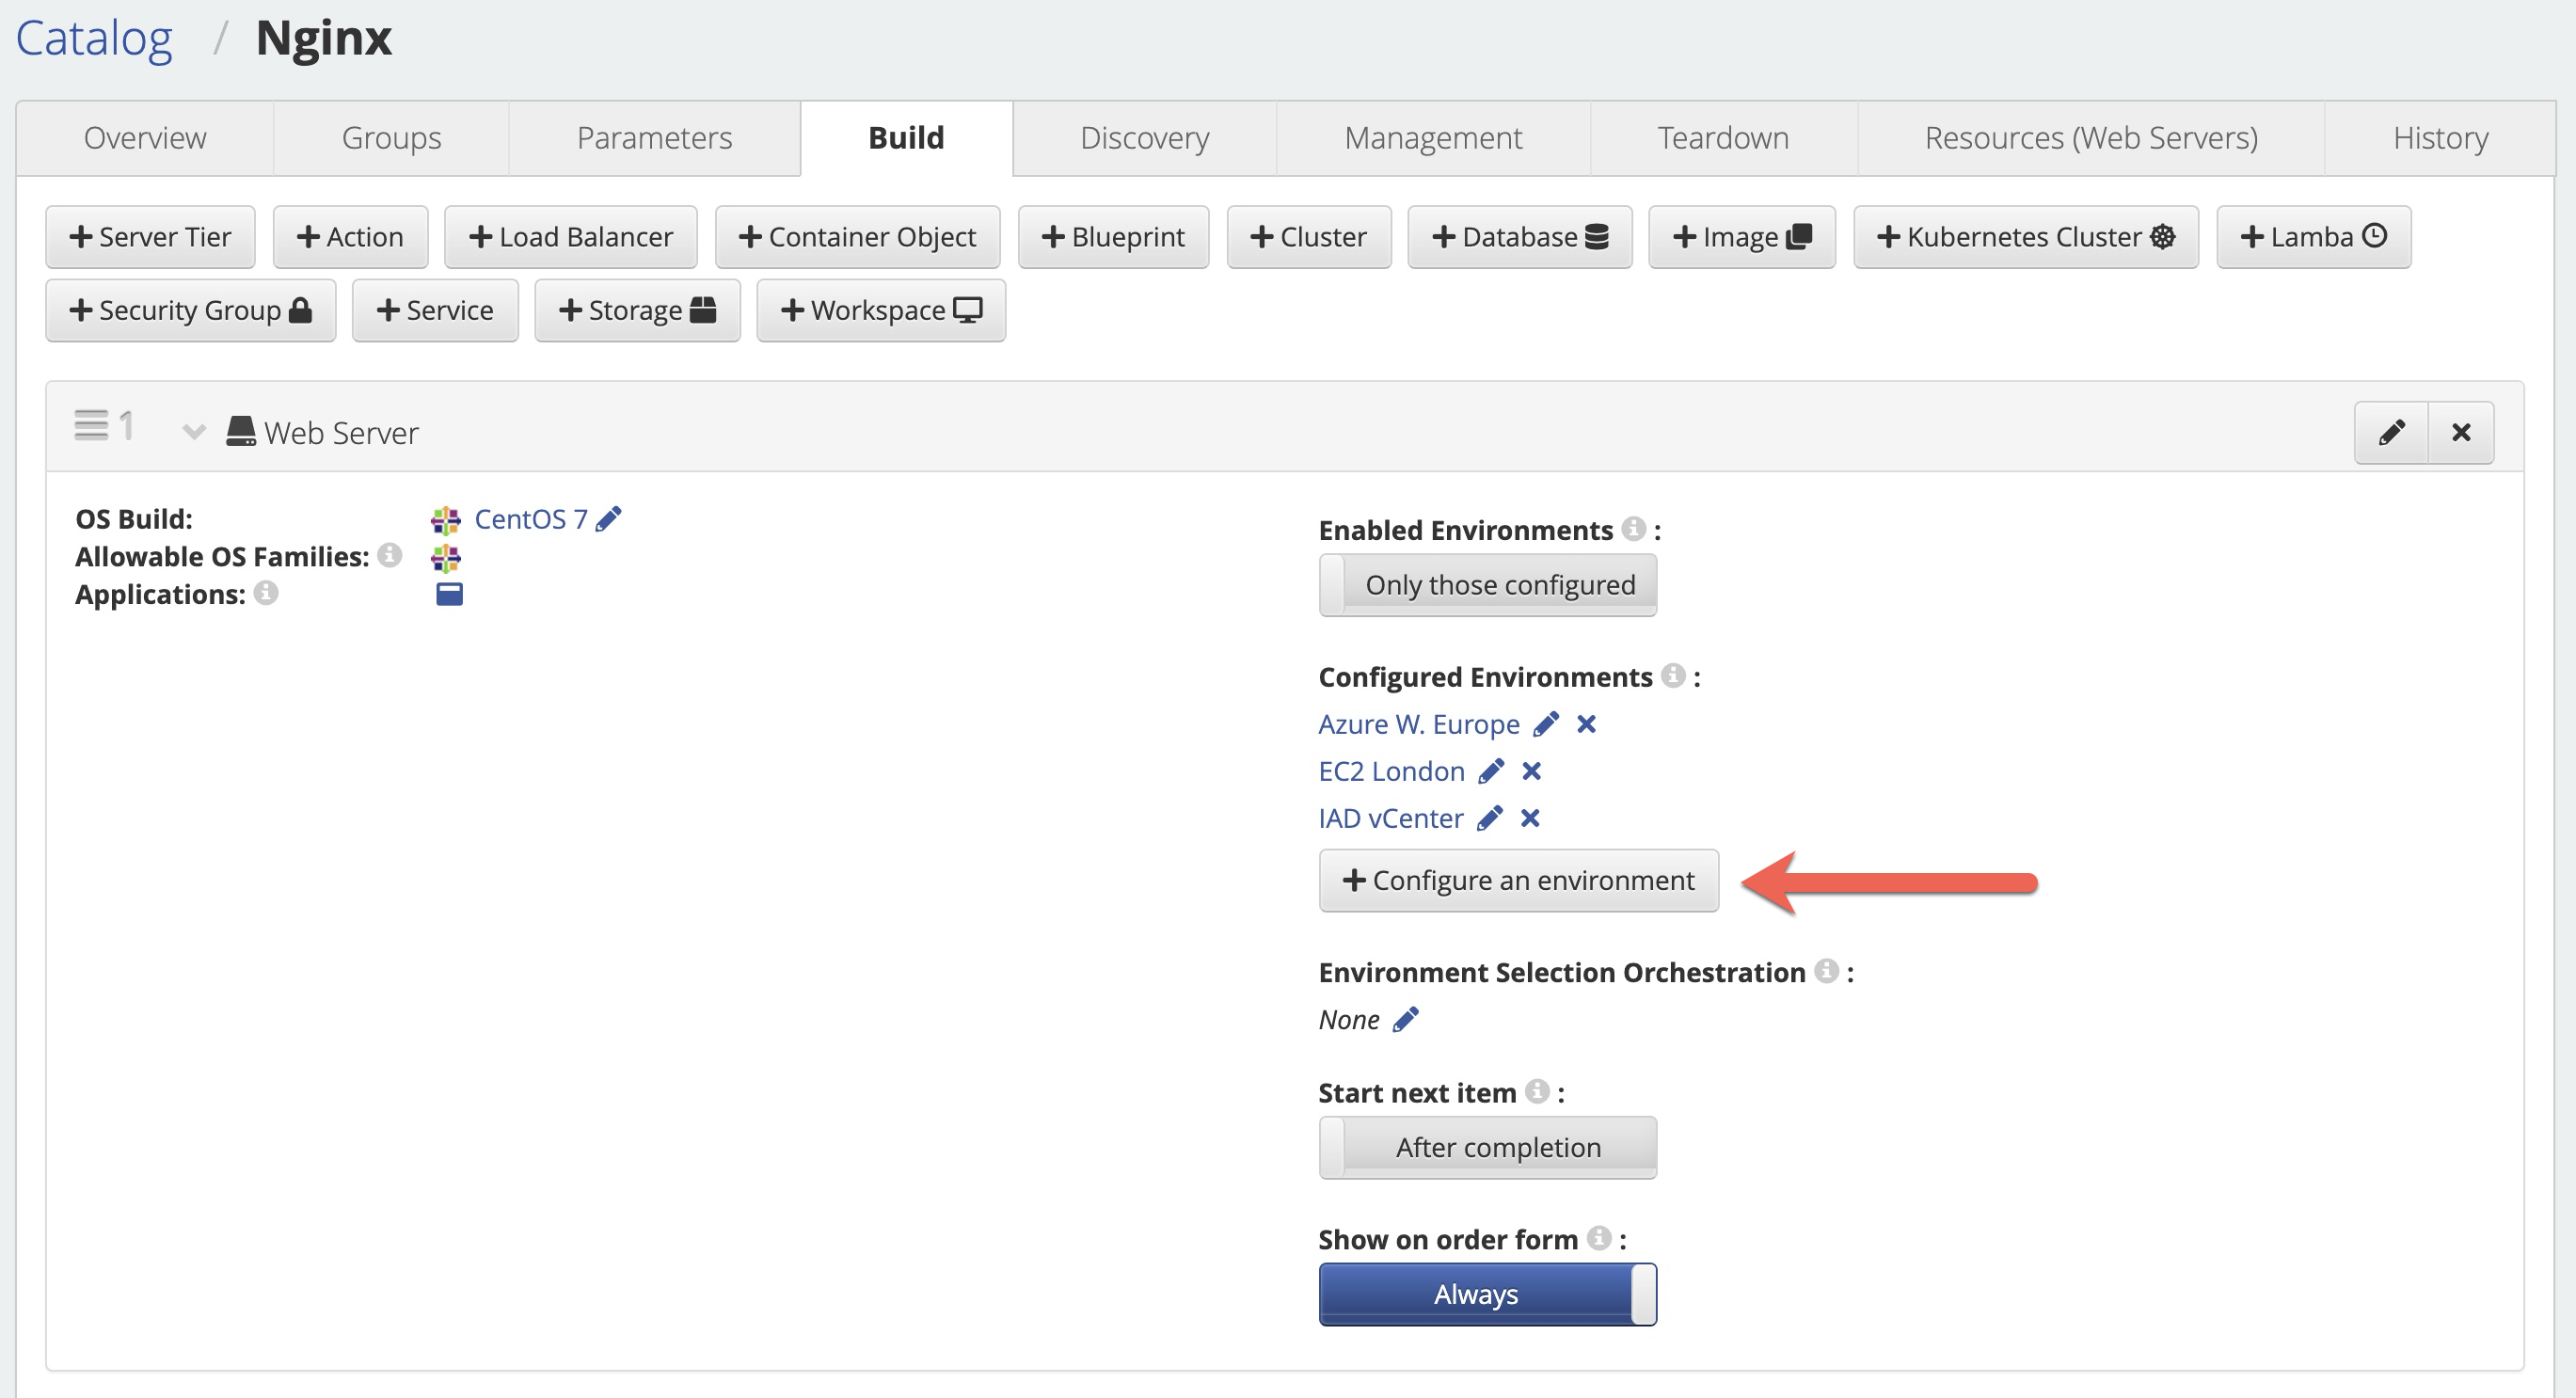 Catalog / Nginx
Overview Groups Parameters Build Discovery Management Teardown Resources (Web Servers) History
+ Server Tier + Action + Load Balancer + Container Object + Blueprint + Cluster + Database + Image + Kubernetes Cluster + Lamba
+ Security Group + Service + Storage + Workspace
1 Web Server
OS Build: CentOS 7
Allowable OS Families:
Applications:
Enabled Environments :
Only those configured
Configured Environments :
Azure W. Europe
EC2 London
IAD vCenter
+ Configure an environment
Environment Selection Orchestration :
None
Start next item :
After completion
Show on order form :
Always